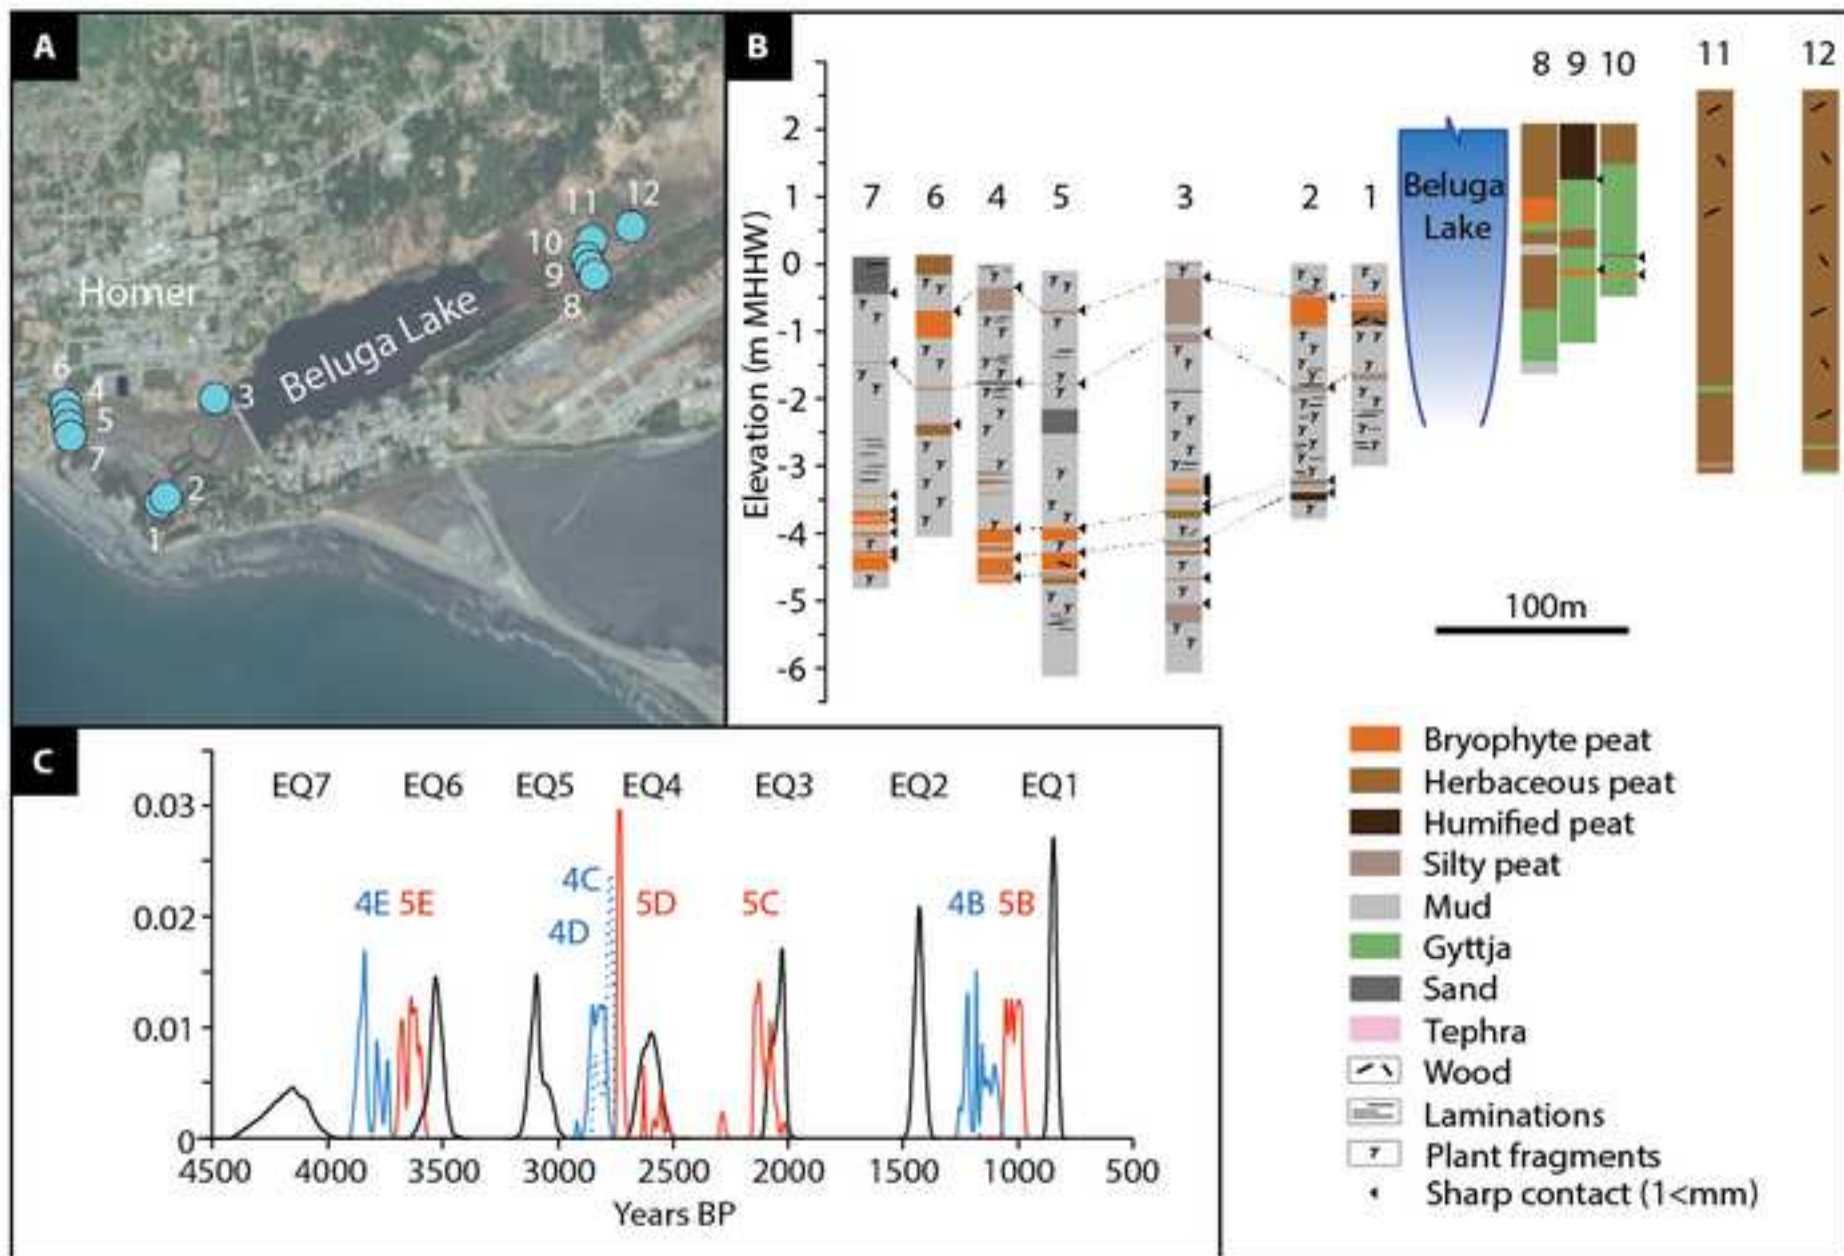 A
Homer
Beluga Lake
11
12
10
9
8
6
4
5
7
3
2
1
B
Elevation (m MHHW)
2
1
0
-1
-2
-3
-4
-5
-6
7
6
4
5
3
2
1
Beluga
Lake
8
9
10
11
12
100m
Bryophyte peat
Herbaceous peat
Humified peat
Silty peat
Mud
Gyttja
Sand
Tephra
Wood
Laminations
Plant fragments
Sharp contact (1<mm)
C
EQ7 EQ6 EQ5 EQ4 EQ3 EQ2 EQ1
0.03
0.02
0.01
0
4E 5E
4C
4D
5D
5C
4B 5B
4500 4000 3500 3000 2500 2000 1500 1000 500
Years BP